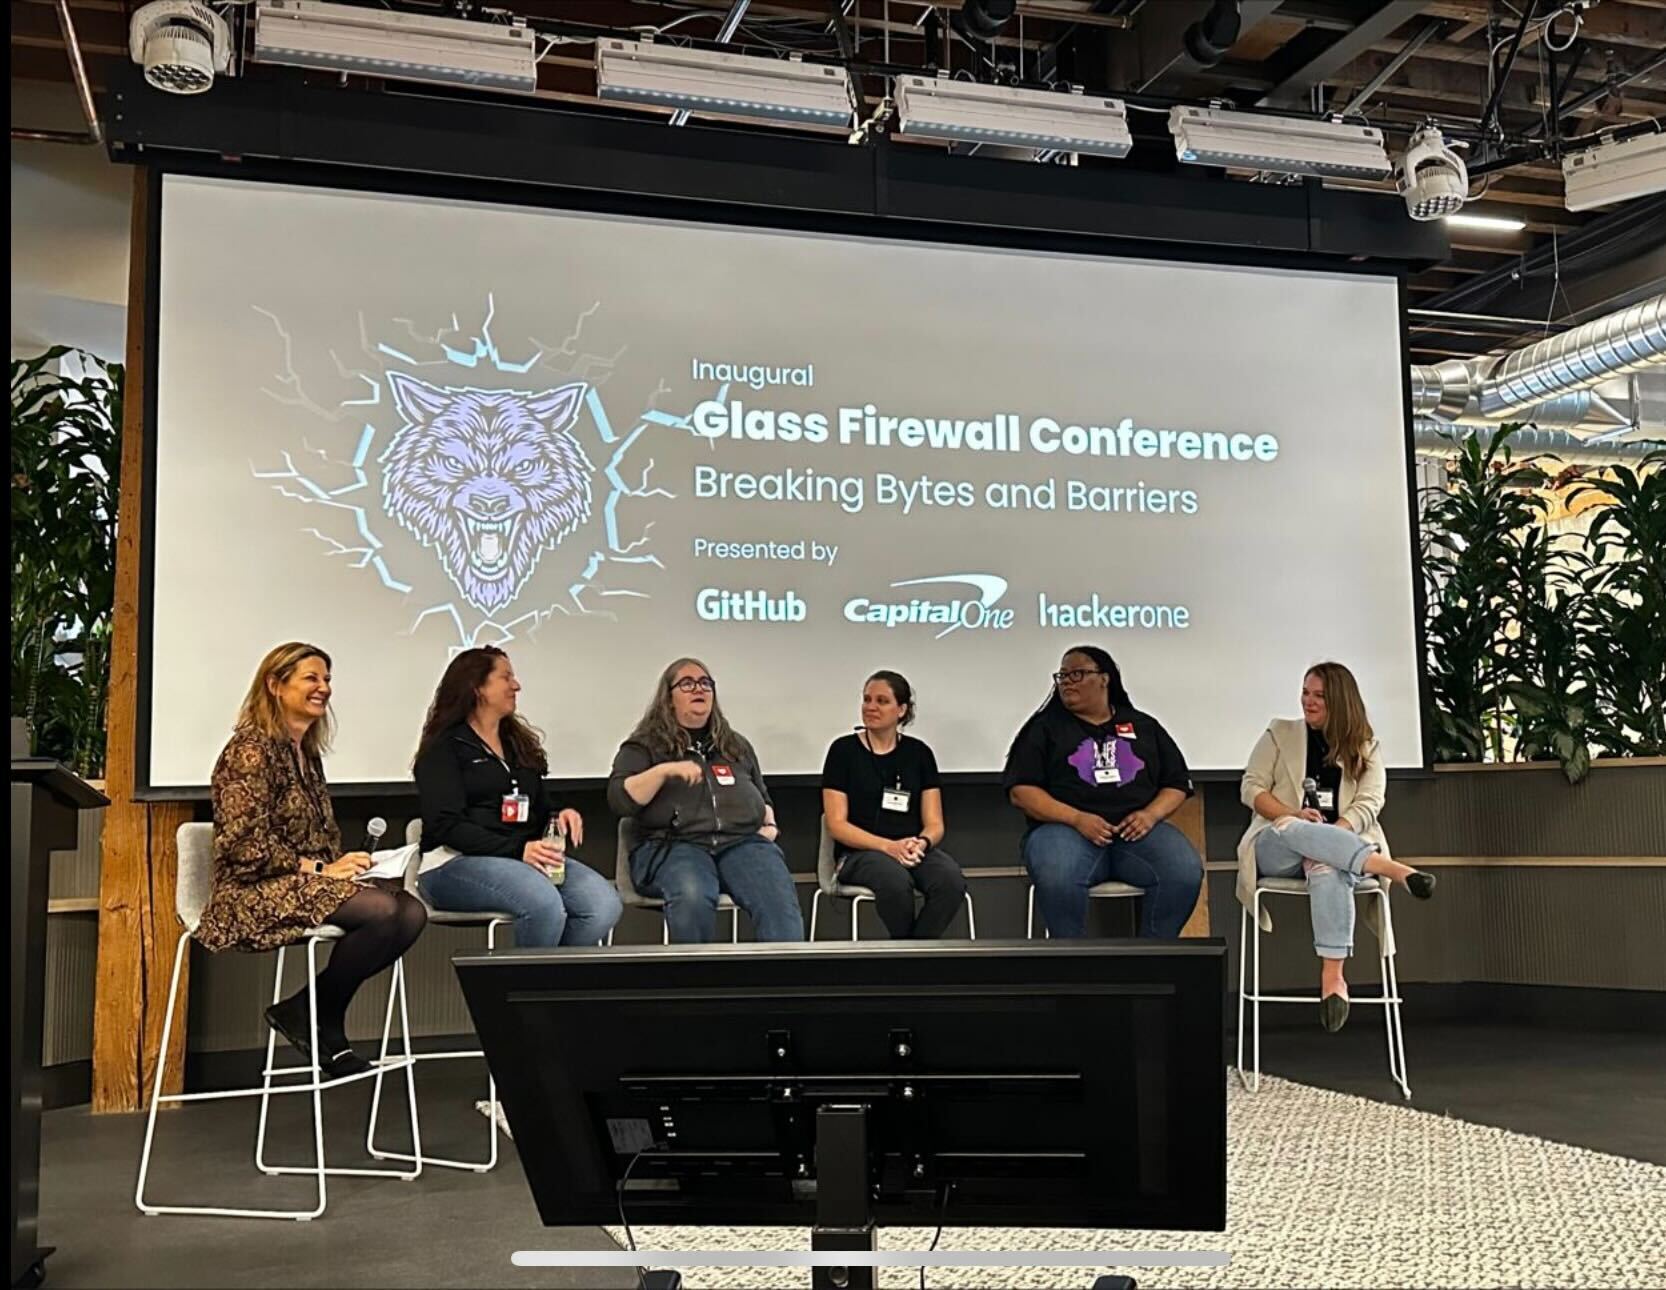 Inaugural
Glass Firewall Conference
Breaking Bytes and Barriers
Presented by
GitHub
CapitalOne
hackerone